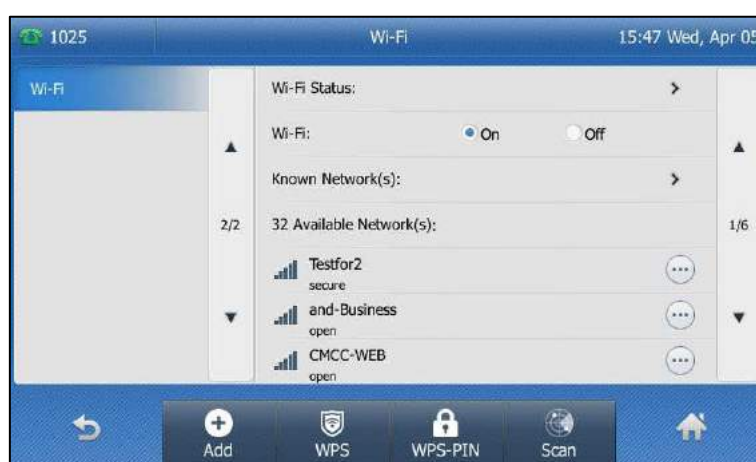 1025 Wi-Fi 15:47 Wed, Apr 05
Wi-Fi
Wi-Fi Status:
Wi-Fi: On Off
Known Network(s):
2/2 32 Available Network(s): 1/6
Testfor2
secure
and-Business
open
CMCC-WEB
open
Add WPS WPS-PIN Scan